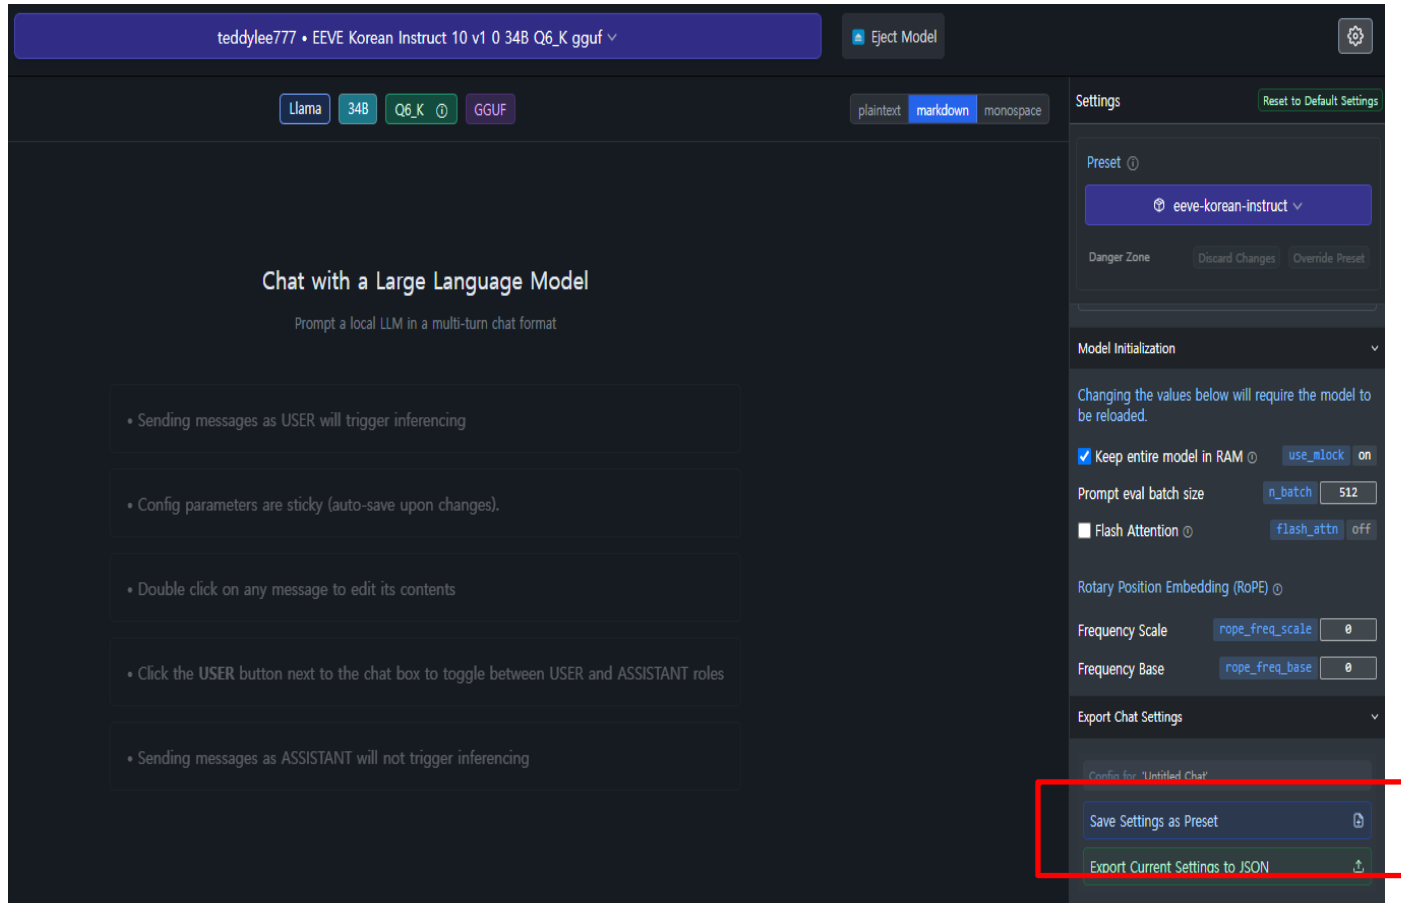 teddylee777 • EEVE Korean Instruct 10 v1 0 34B Q6_K gguf
Eject Model
Llama 34B Q6_K GGUF
plaintext markdown monospace
Chat with a Large Language Model
Prompt a local LLM in a multi-turn chat format
• Sending messages as USER will trigger inferencing
• Config parameters are sticky (auto-save upon changes).
• Double click on any message to edit its contents
• Click the USER button next to the chat box to toggle between USER and ASSISTANT roles
• Sending messages as ASSISTANT will not trigger inferencing
Settings Reset to Default Settings
Preset
eeve-korean-instruct
Danger Zone Discard Changes Override Preset
Model Initialization
Changing the values below will require the model to
be reloaded.
Keep entire model in RAM use_mlock on
Prompt eval batch size n_batch 512
Flash Attention flash_attn off
Rotary Position Embedding (RoPE)
Frequency Scale rope_freq_scale 0
Frequency Base rope_freq_base 0
Export Chat Settings
Config for 'Untitled Chat'
Save Settings as Preset
Export Current Settings to JSON